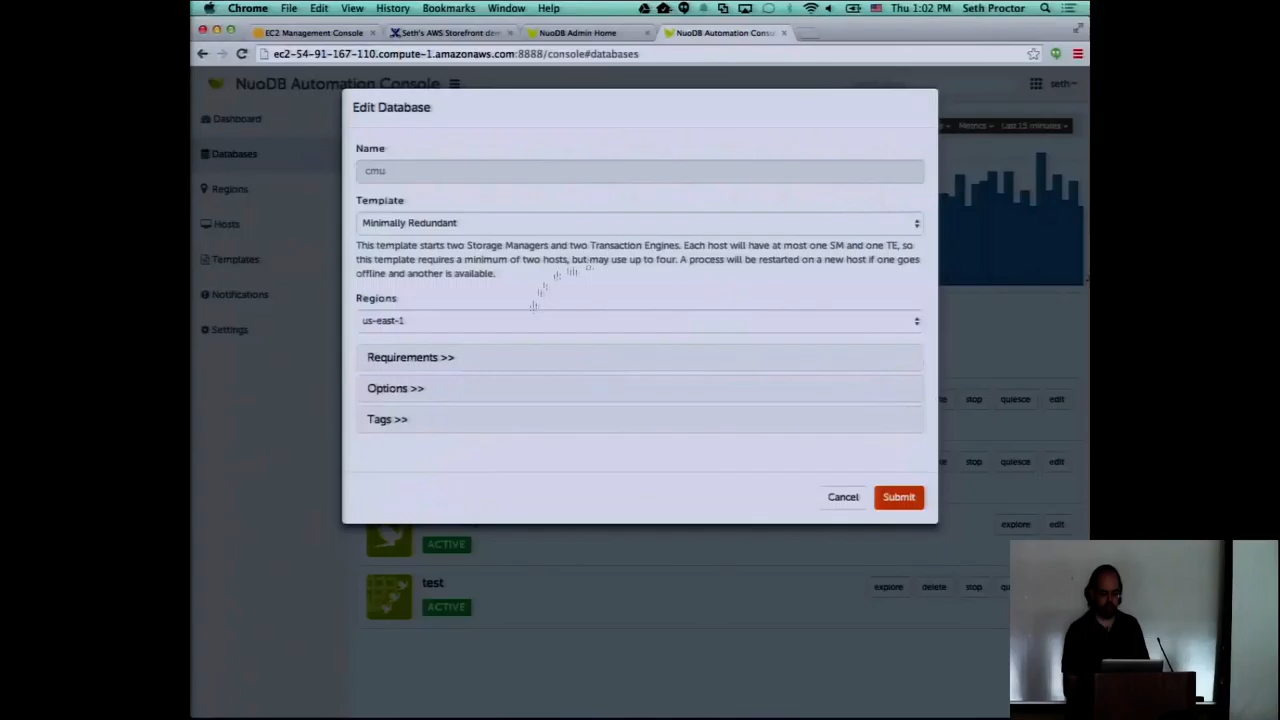 Chrome File Edit View History Bookmarks Window Help Thu 1:02 PM Seth Proctor
EC2 Management Console Seth's AWS Storefront dem NuoDB Admin Home NuoDB Automation Conso
ec2-54-91-167-110.compute-1.amazonaws.com:8888/console#databases
NuoDB Automation Console seth
Dashboard
Databases
Regions
Hosts
Templates
Notifications
Settings
Metrics Last 15 minutes
Edit Database
Name
cmu
Template
Minimally Redundant
This template starts two Storage Managers and two Transaction Engines. Each host will have at most one SM and one TE, so
this template requires a minimum of two hosts, but may use up to four. A process will be restarted on a new host if one goes
offline and another is available.
Regions
us-east-1
Requirements >>
Options >>
Tags >>
Cancel Submit
stop quiesce edit
stop quiesce edit
explore edit
ACTIVE
test
explore delete stop
ACTIVE